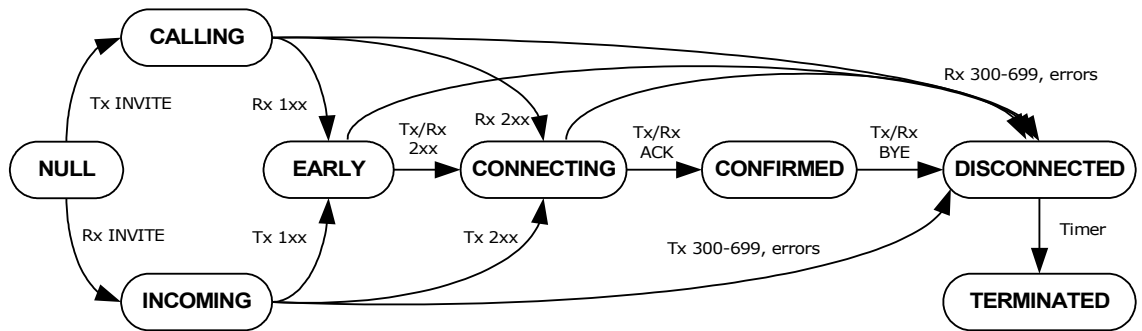 CALLING
Rx 300-699, errors
Tx INVITE
Rx 1xx
Rx 2xx
Tx/Rx
2xx
Tx/Rx
ACK
Tx/Rx
BYE
NULL
EARLY
CONNECTING
CONFIRMED
DISCONNECTED
Rx INVITE
Tx 1xx
Tx 2xx
Tx 300-699, errors
Timer
INCOMING
TERMINATED